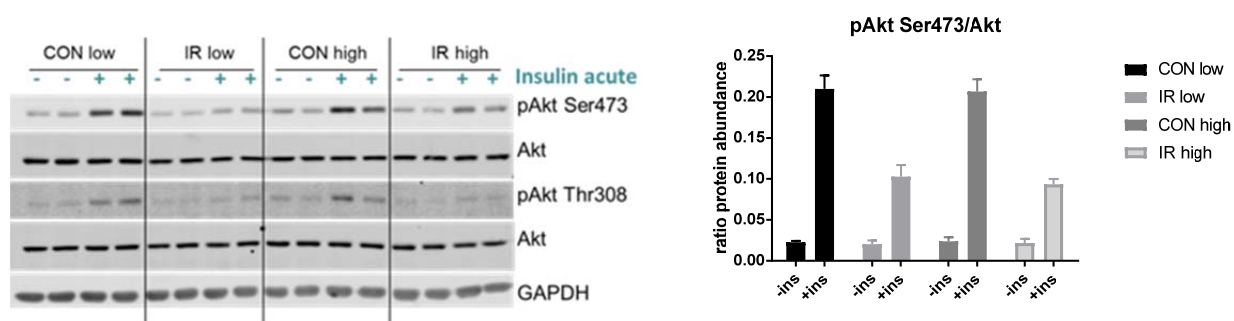 CON low IR low CON high IR high
- - + + - - + + - - + + - - + + Insulin acute
pAkt Ser473
Akt
pAkt Thr308
Akt
GAPDH
pAkt Ser473/Akt
ratio protein abundance
0.25
0.20
0.15
0.10
0.05
0.00
-ins +ins -ins +ins -ins +ins -ins +ins
CON low
IR low
CON high
IR high